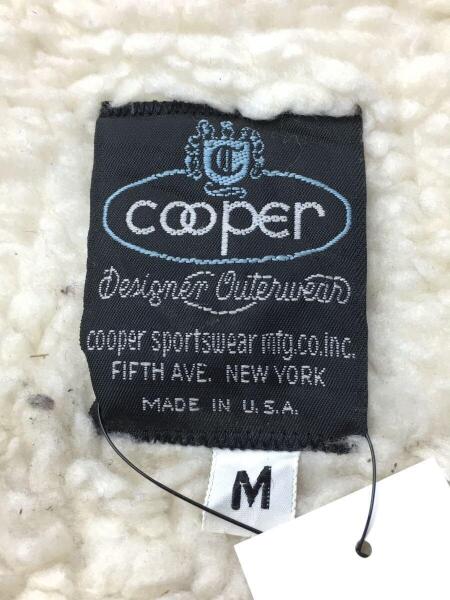 C
cooper
Designer Outerwear
cooper sportswear mfg.co.inc.
FIFTH AVE. NEW YORK
MADE IN U.S.A.
M